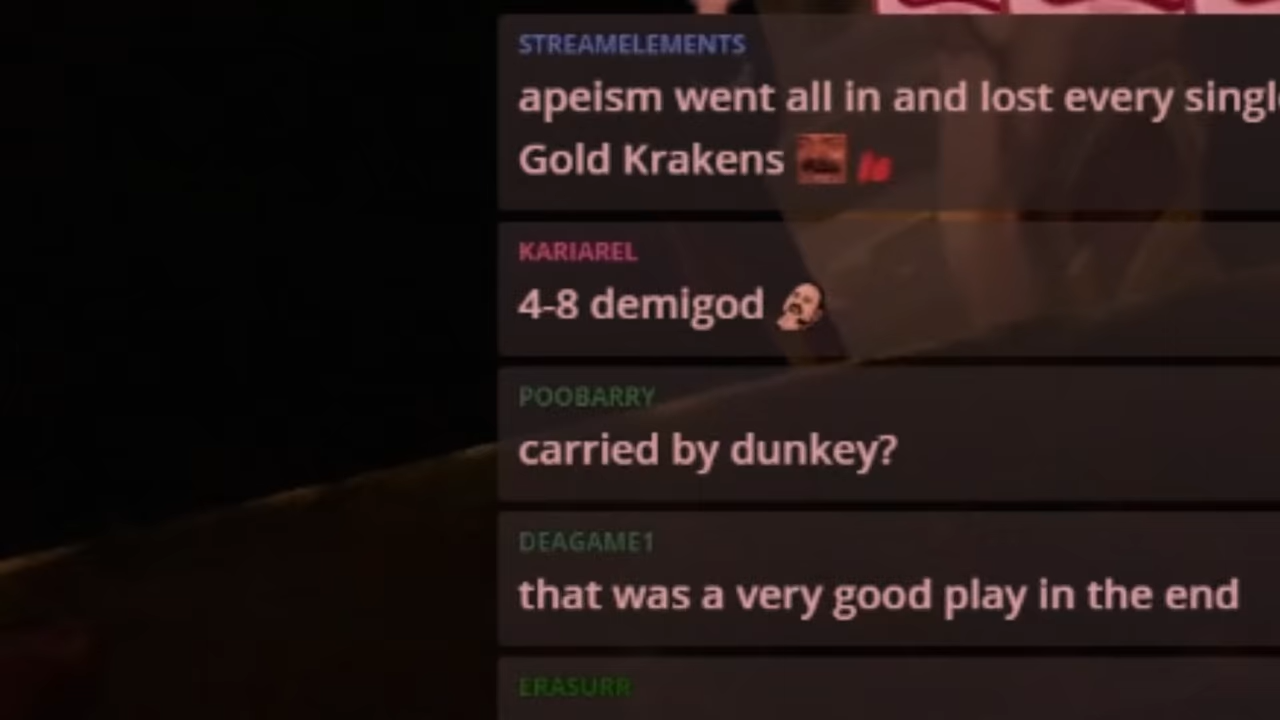 STREAMELEMENTS
apeism went all in and lost every singl
Gold Krakens
KARIAREL
4-8 demigod
POOBARRY
carried by dunkey?
DEAGAME1
that was a very good play in the end
ERASURR